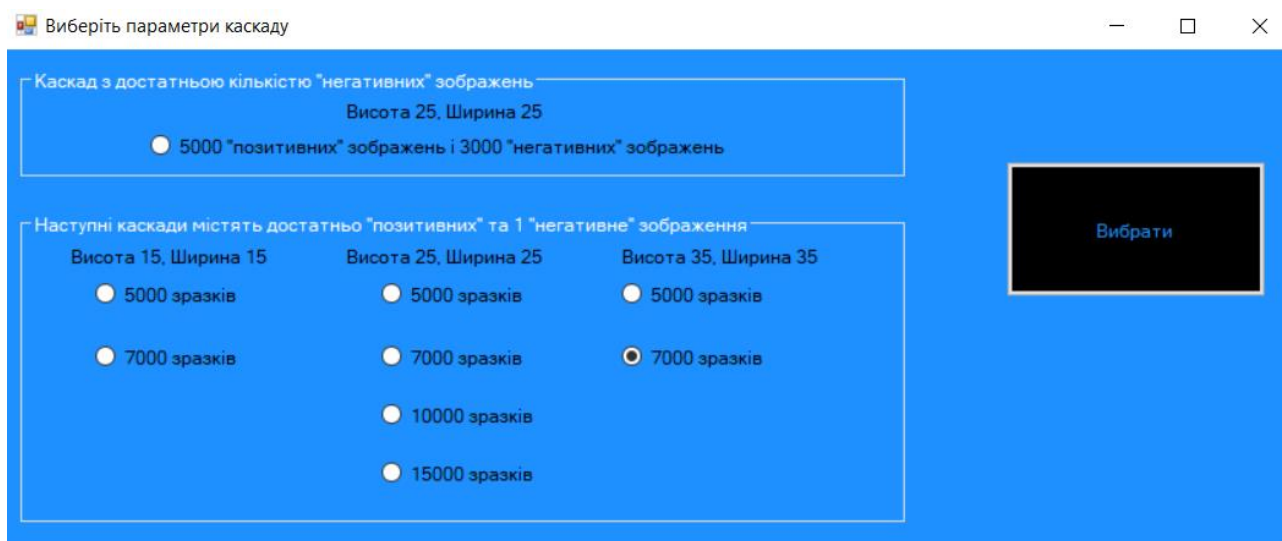 Виберіть параметри каскаду
Каскад з достатньою кількістю "негативних" зображень
Висота 25, Ширина 25
5000 "позитивних" зображень і 3000 "негативних" зображень
Вибрати
Наступні каскади містять достатньо "позитивних" та 1 "негативне" зображення
Висота 15, Ширина 15 Висота 25, Ширина 25 Висота 35, Ширина 35
5000 зразків 5000 зразків 5000 зразків
7000 зразків 7000 зразків 7000 зразків
10000 зразків
15000 зразків